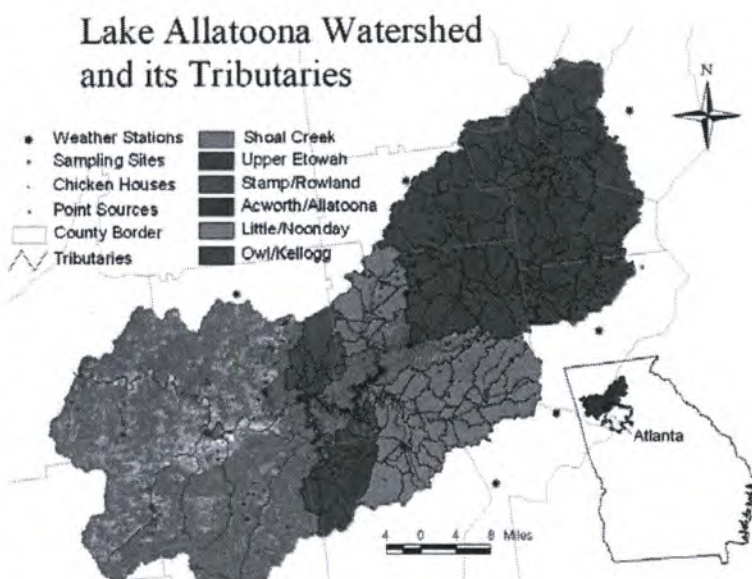 Lake Allatoona Watershed
and its Tributaries
N
Weather Stations
Sampling Sites
Chicken Houses
Point Sources
County Border
Tributaries
Shoal Creek
Upper Etowah
Stamp/Rowland
Acworth/Allatoona
Little/Noonday
Owl/Kellogg
Atlanta
4 0 4 8 Miles